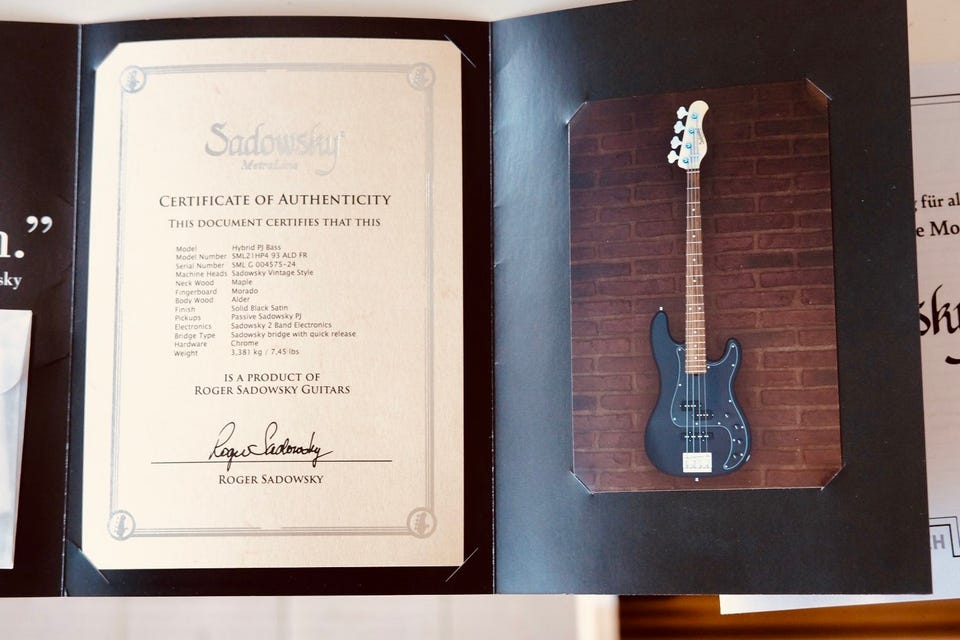 n.”
sky
Sadowsky
MetroLine
CERTIFICATE OF AUTHENTICITY
THIS DOCUMENT CERTIFIES THAT THIS
Model Hybrid PJ Bass
Model Number SML21HP4 93 ALD FR
Serial Number SML G 004575-24
Machine Heads Sadowsky Vintage Style
Neck Wood Maple
Fingerboard Morado
Body Wood Alder
Finish Solid Black Satin
Pickups Passive Sadowsky PJ
Electronics Sadowsky 2 Band Electronics
Bridge Type Sadowsky bridge with quick release
Hardware Chrome
Weight 3,381 kg / 7,45 lbs
IS A PRODUCT OF
ROGER SADOWSKY GUITARS
Roger Sadowsky
ROGER SADOWSKY
Sadowsky
g für al
e Mo
sky
CH